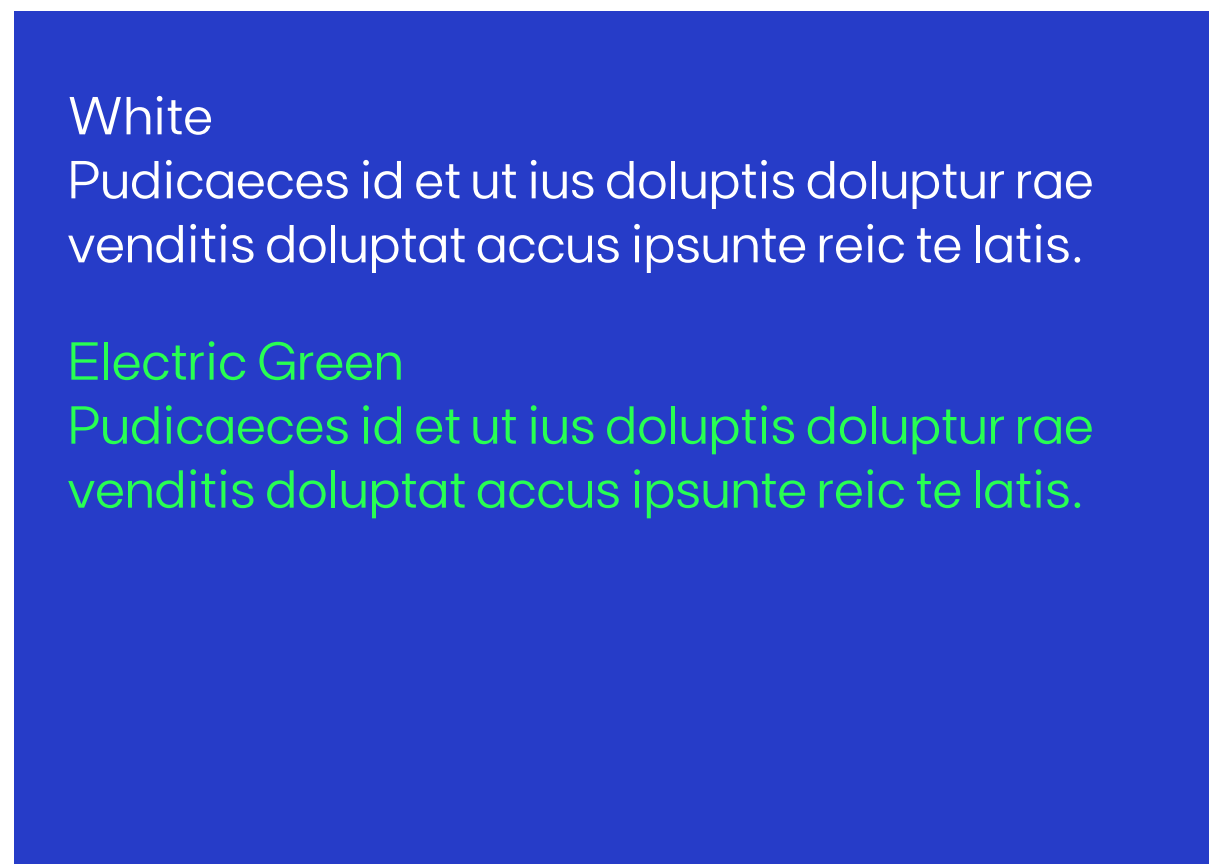 White
Pudicaeces id et ut ius doluptis doluptur rae
venditis doluptat accus ipsunte reic te latis.
Electric Green
Pudicaeces id et ut ius doluptis doluptur rae
venditis doluptat accus ipsunte reic te latis.